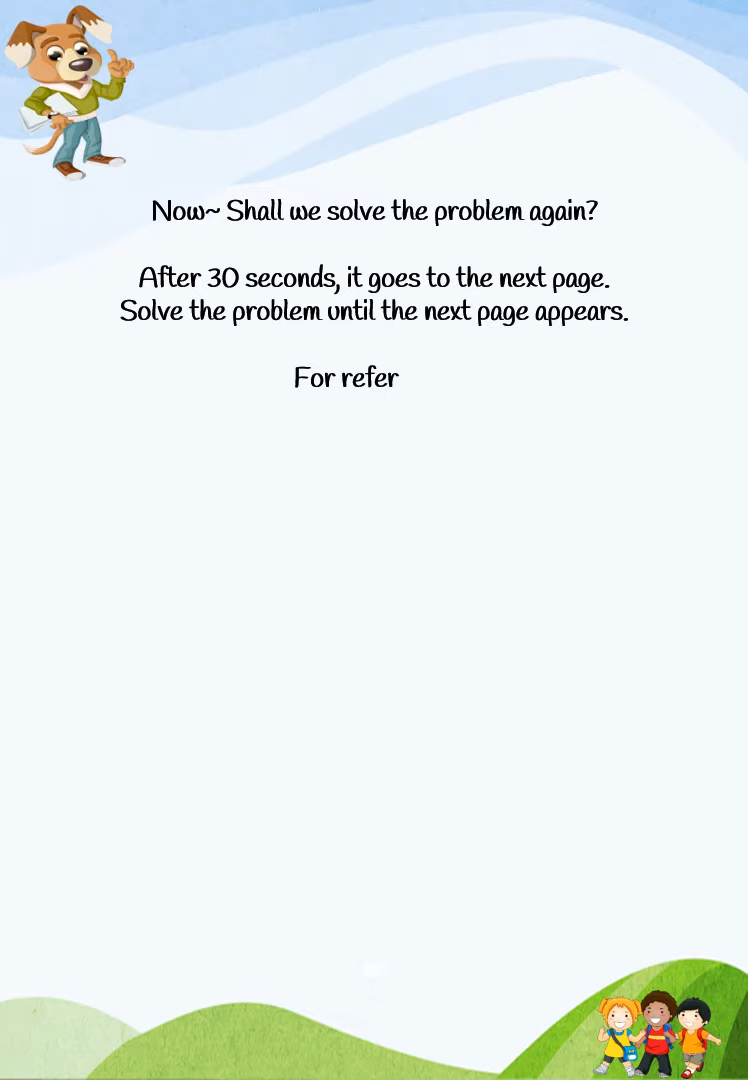 Now~ Shall we solve the problem again?
After 30 seconds, it goes to the next page.
Solve the problem until the next page appears.
For refer